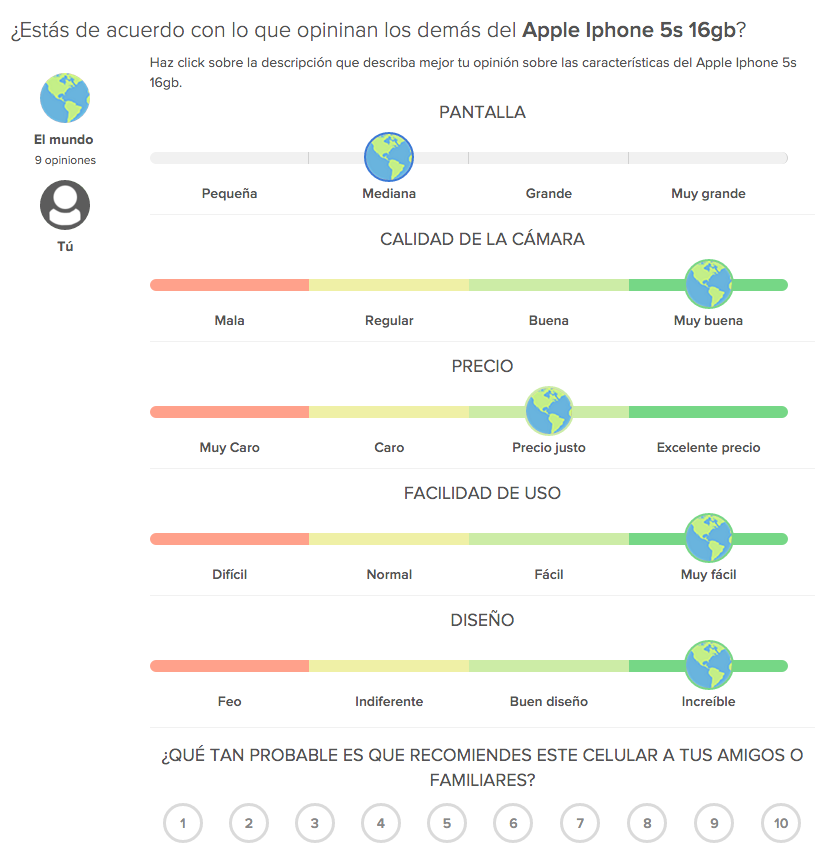 ¿Estás de acuerdo con lo que opininan los demás del Apple Iphone 5s 16gb?
Haz click sobre la descripción que describa mejor tu opinión sobre las características del Apple Iphone 5s
16gb.
El mundo
9 opiniones
Tú
PANTALLA
Pequeña Mediana Grande Muy grande
CALIDAD DE LA CÁMARA
Mala Regular Buena Muy buena
PRECIO
Muy Caro Caro Precio justo Excelente precio
FACILIDAD DE USO
Difícil Normal Fácil Muy fácil
DISEÑO
Feo Indiferente Buen diseño Increíble
¿QUÉ TAN PROBABLE ES QUE RECOMIENDES ESTE CELULAR A TUS AMIGOS O
FAMILIARES?
1 2 3 4 5 6 7 8 9 10